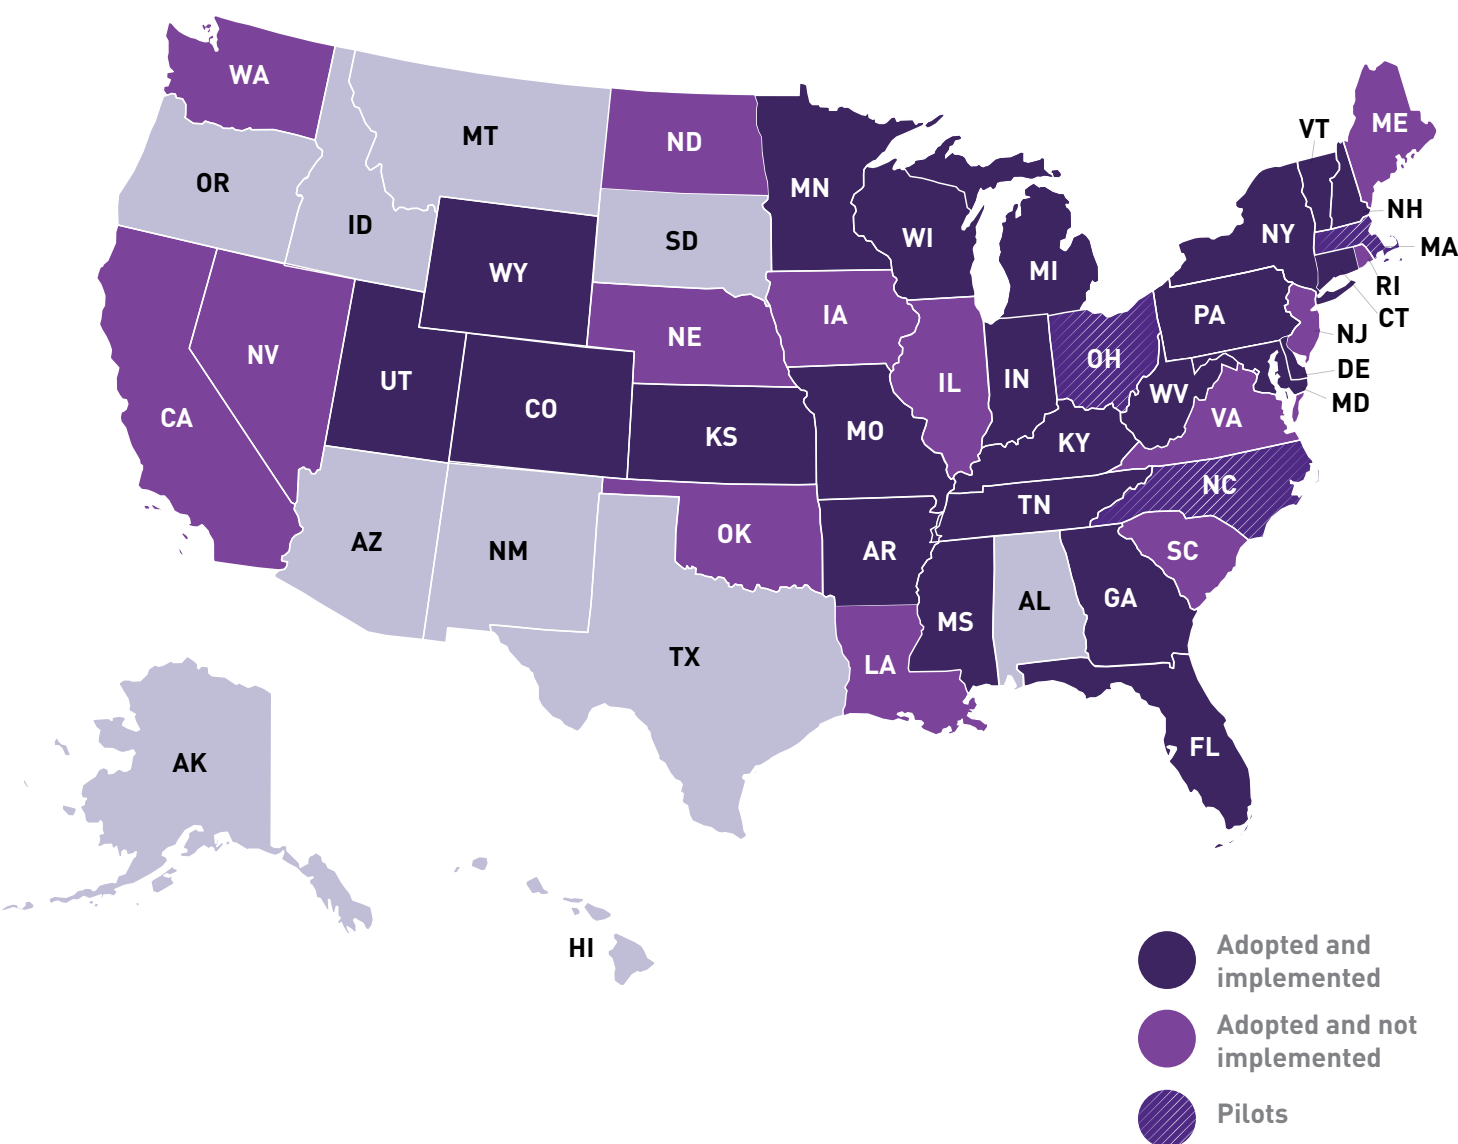 WA
ME
VT
MT
ND
OR
MN
NH
ID
NY
WI
SD
MA
MI
WY
RI
PA
IA
CT
NE
NJ
NV
OH
DE
UT
IN
IL
WV
MD
CO
CA
VA
MO
KS
KY
NC
TN
OK
AZ
NM
AR
SC
GA
AL
MS
TX
LA
FL
AK
HI
Adopted and
implemented
Adopted and not
implemented
Pilots